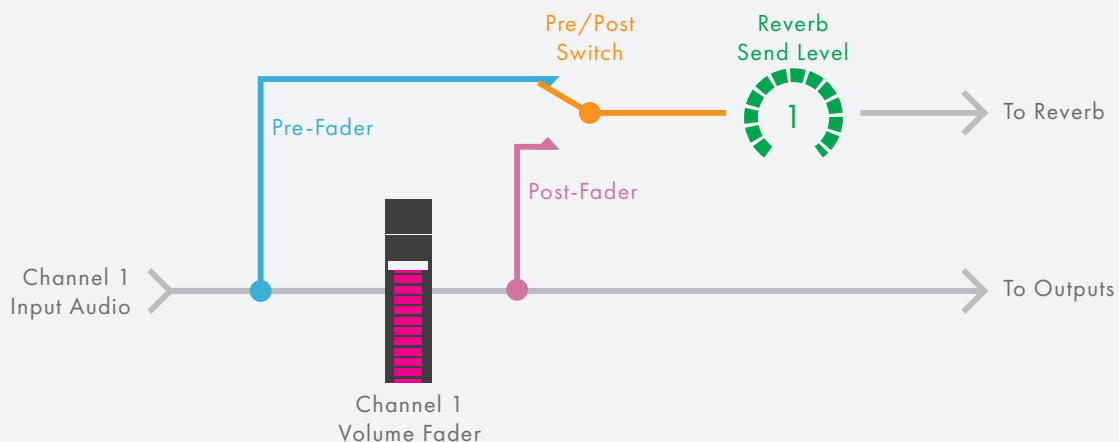 Pre/Post
Switch
Reverb
Send Level
Pre-Fader
1
To Reverb
Post-Fader
Channel 1
Input Audio
To Outputs
Channel 1
Volume Fader